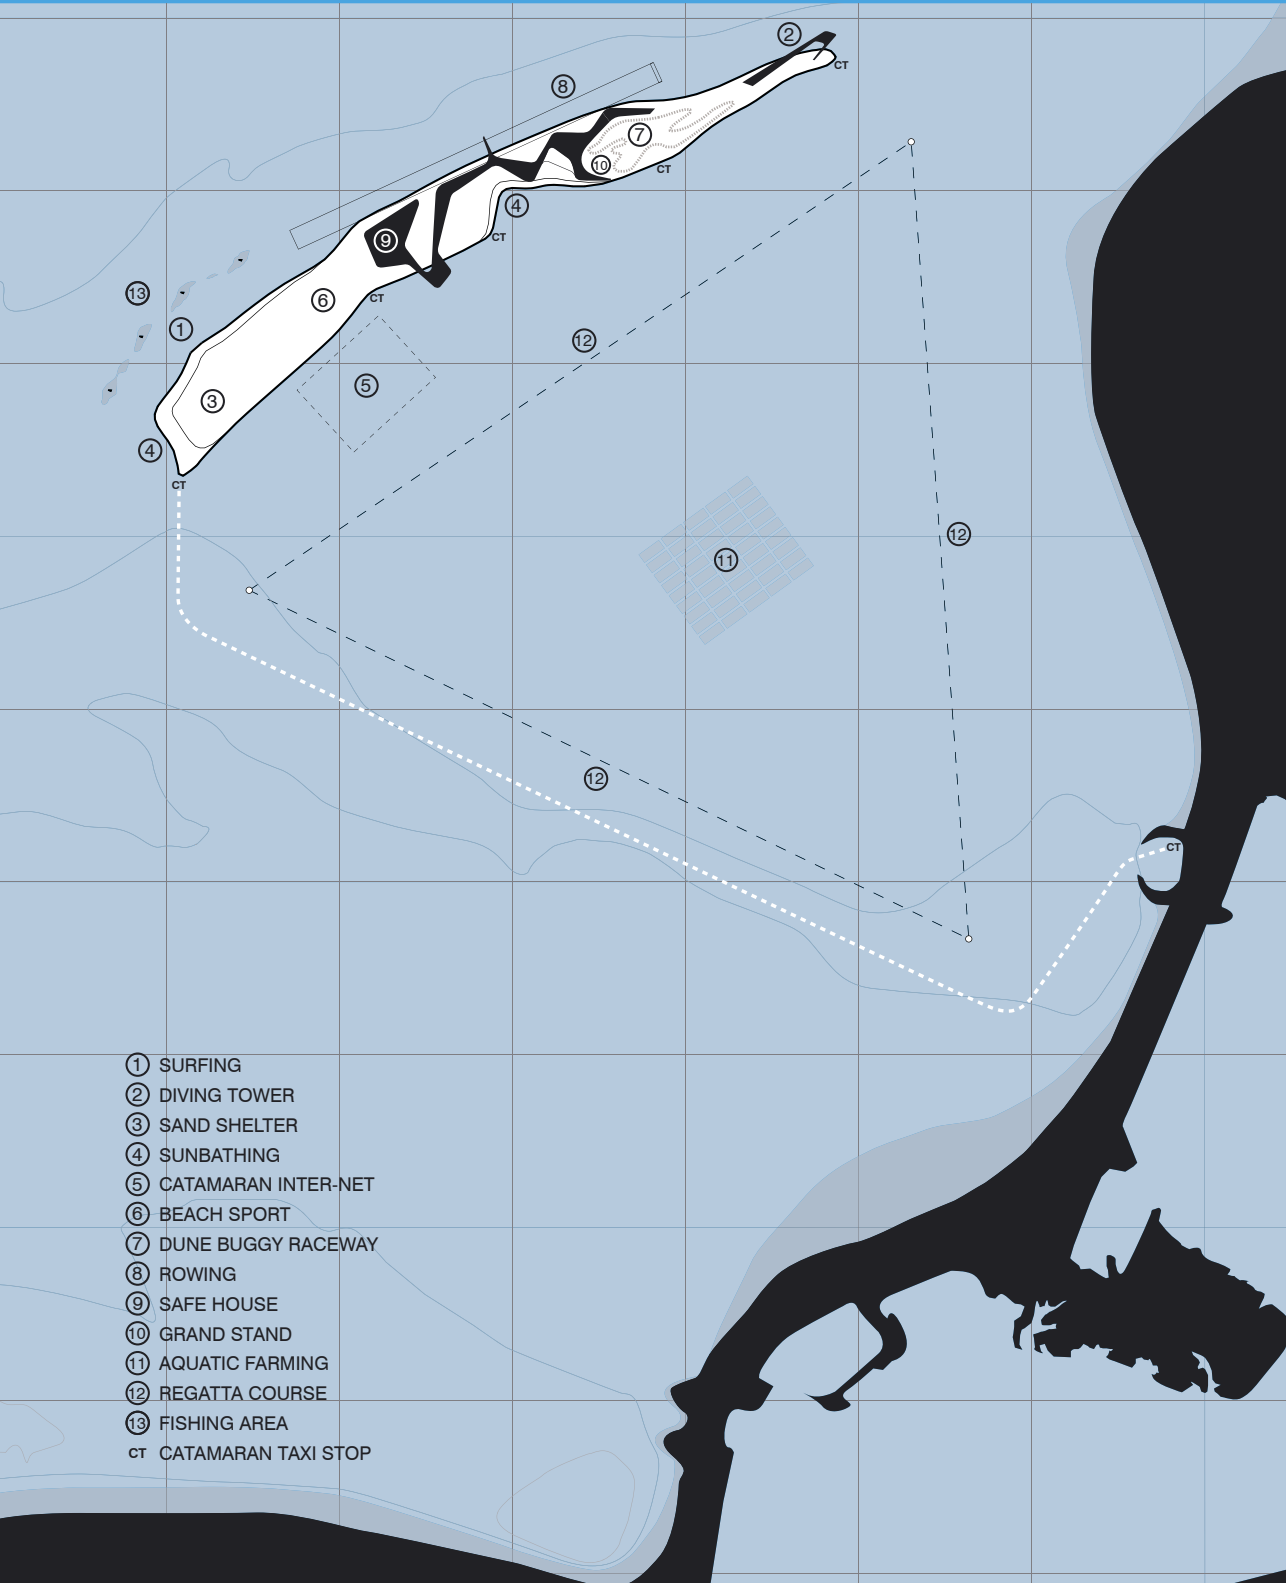 2
CT
8
7
10
CT
4
CT
9
CT
13
6
1
12
5
3
4
CT
12
11
12
CT
1 SURFING
2 DIVING TOWER
3 SAND SHELTER
4 SUNBATHING
5 CATAMARAN INTER-NET
6 BEACH SPORT
7 DUNE BUGGY RACEWAY
8 ROWING
9 SAFE HOUSE
10 GRAND STAND
11 AQUATIC FARMING
12 REGATTA COURSE
13 FISHING AREA
CT CATAMARAN TAXI STOP